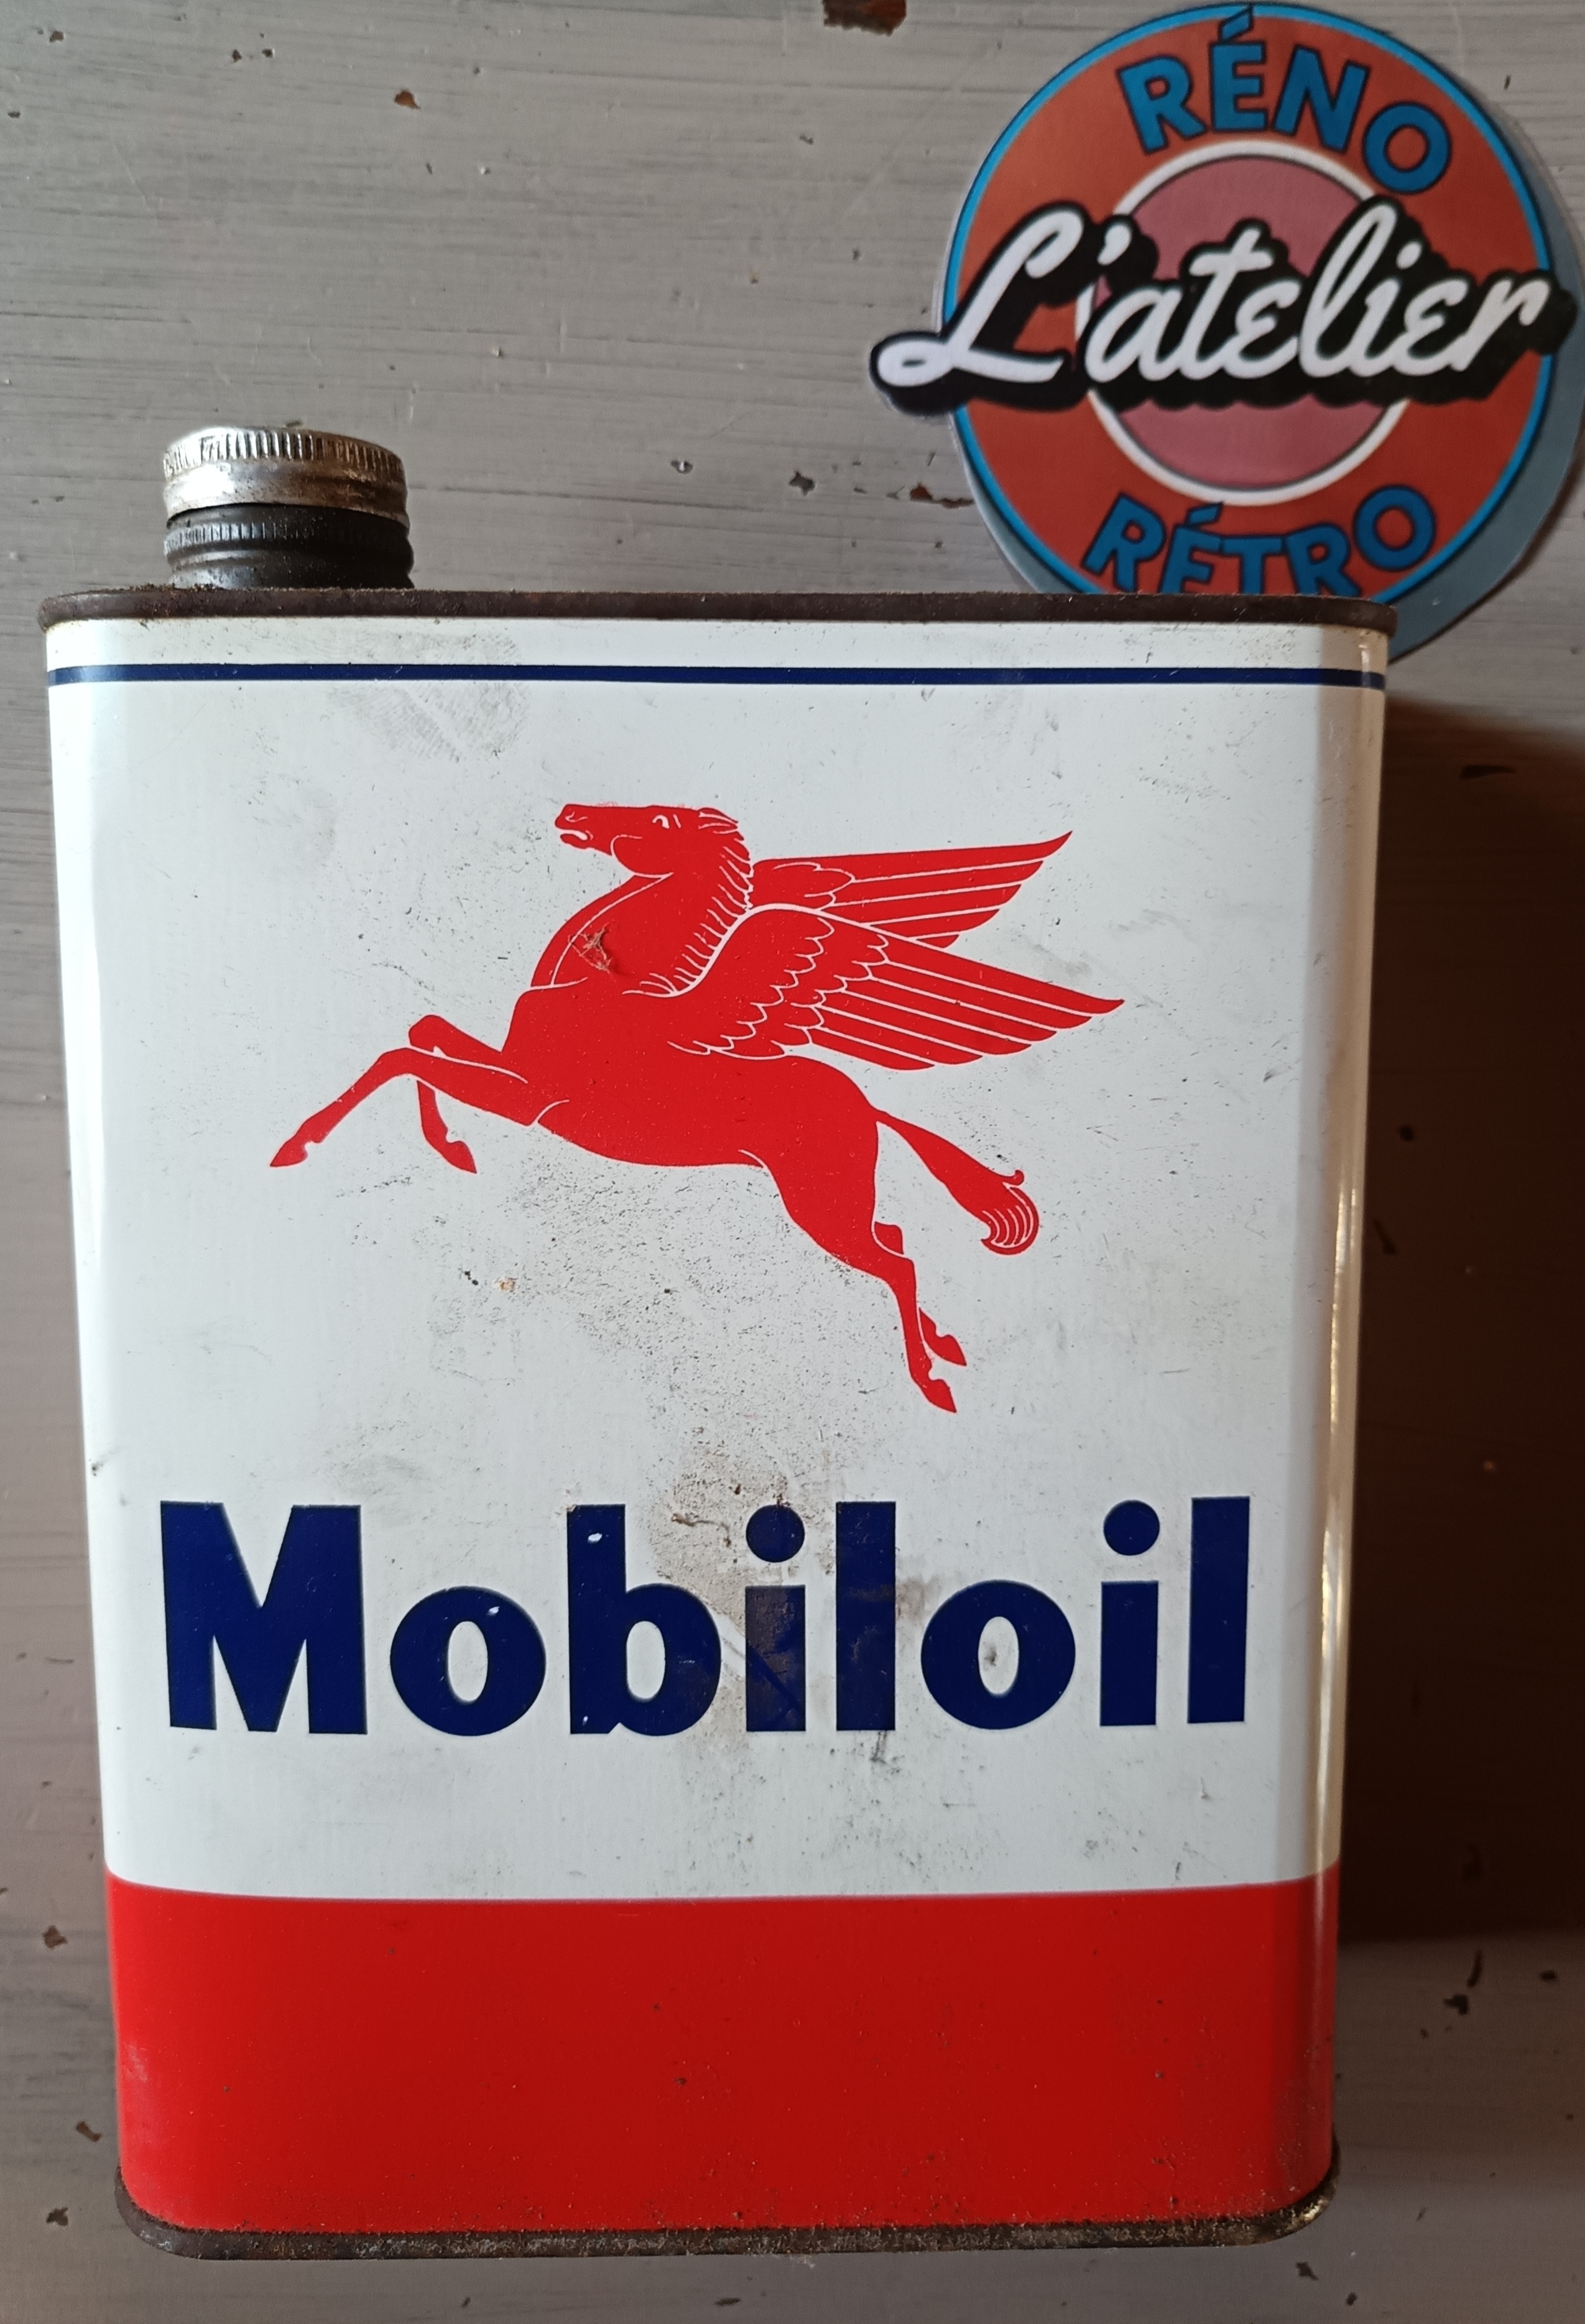 RÉNO
L'atelier
RÉTRO
Mobiloil